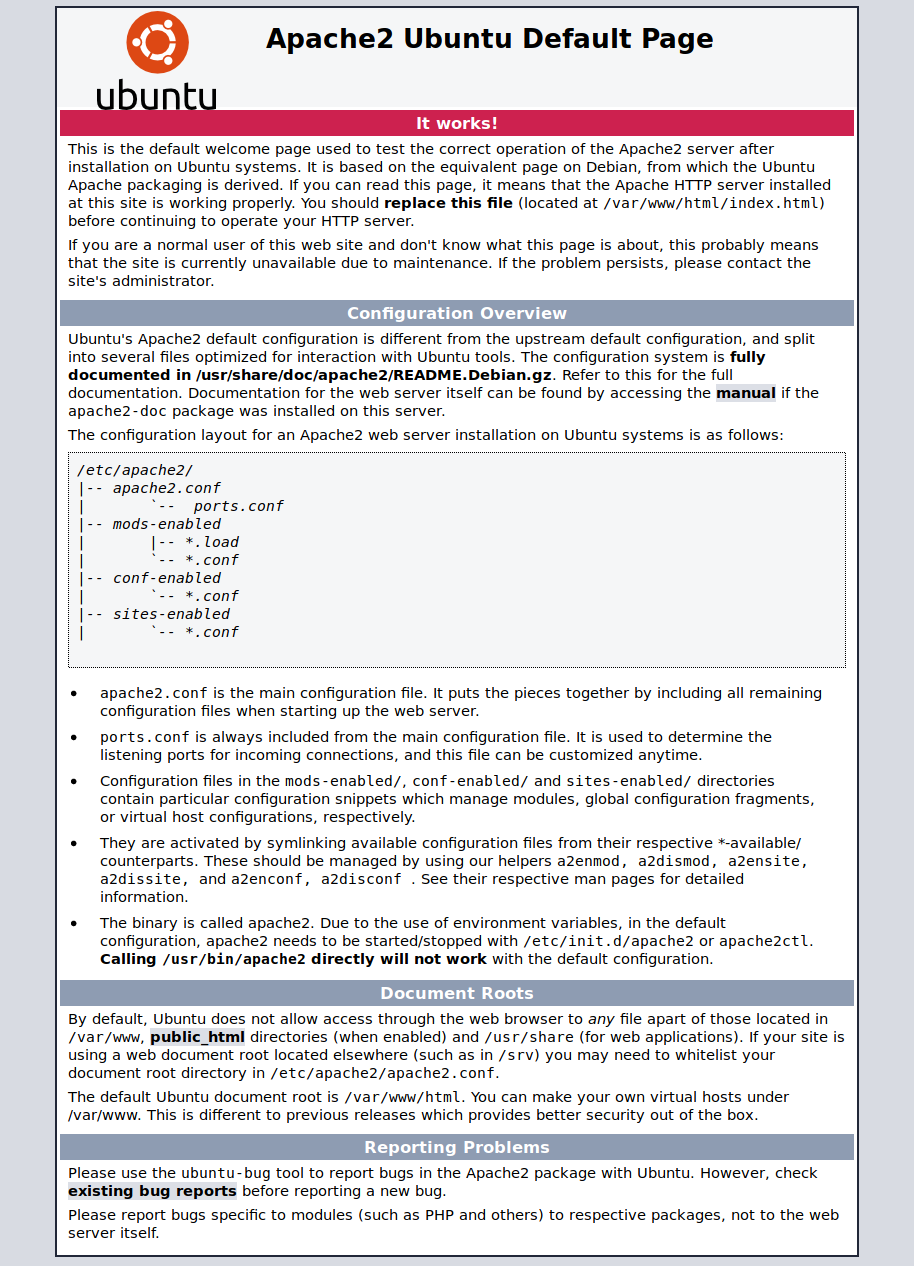 ubuntu
Apache2 Ubuntu Default Page
It works!
This is the default welcome page used to test the correct operation of the Apache2 server after
installation on Ubuntu systems. It is based on the equivalent page on Debian, from which the Ubuntu
Apache packaging is derived. If you can read this page, it means that the Apache HTTP server installed
at this site is working properly. You should replace this file (located at /var/www/html/index.html)
before continuing to operate your HTTP server.
If you are a normal user of this web site and don't know what this page is about, this probably means
that the site is currently unavailable due to maintenance. If the problem persists, please contact the
site's administrator.
Configuration Overview
Ubuntu's Apache2 default configuration is different from the upstream default configuration, and split
into several files optimized for interaction with Ubuntu tools. The configuration system is fully
documented in /usr/share/doc/apache2/README.Debian.gz. Refer to this for the full
documentation. Documentation for the web server itself can be found by accessing the manual if the
apache2-doc package was installed on this server.
The configuration layout for an Apache2 web server installation on Ubuntu systems is as follows:
/etc/apache2/
|-- apache2.conf
|       `--  ports.conf
|-- mods-enabled
|       |-- *.load
|       `-- *.conf
|-- conf-enabled
|       `-- *.conf
|-- sites-enabled
|       `-- *.conf
• apache2.conf is the main configuration file. It puts the pieces together by including all remaining
configuration files when starting up the web server.
• ports.conf is always included from the main configuration file. It is used to determine the
listening ports for incoming connections, and this file can be customized anytime.
• Configuration files in the mods-enabled/, conf-enabled/ and sites-enabled/ directories
contain particular configuration snippets which manage modules, global configuration fragments,
or virtual host configurations, respectively.
• They are activated by symlinking available configuration files from their respective *-available/
counterparts. These should be managed by using our helpers a2enmod, a2dismod, a2ensite,
a2dissite, and a2enconf, a2disconf . See their respective man pages for detailed
information.
• The binary is called apache2. Due to the use of environment variables, in the default
configuration, apache2 needs to be started/stopped with /etc/init.d/apache2 or apache2ctl.
Calling /usr/bin/apache2 directly will not work with the default configuration.
Document Roots
By default, Ubuntu does not allow access through the web browser to any file apart of those located in
/var/www, public_html directories (when enabled) and /usr/share (for web applications). If your site is
using a web document root located elsewhere (such as in /srv) you may need to whitelist your
document root directory in /etc/apache2/apache2.conf.
The default Ubuntu document root is /var/www/html. You can make your own virtual hosts under
/var/www. This is different to previous releases which provides better security out of the box.
Reporting Problems
Please use the ubuntu-bug tool to report bugs in the Apache2 package with Ubuntu. However, check
existing bug reports before reporting a new bug.
Please report bugs specific to modules (such as PHP and others) to respective packages, not to the web
server itself.